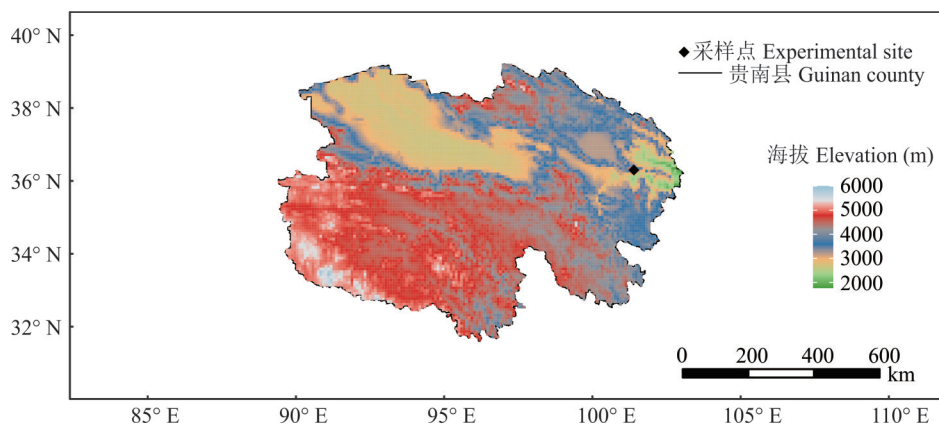 40° N
38° N
36° N
34° N
32° N
采样点 Experimental site
贵南县 Guinan county
海拔 Elevation (m)
6000
5000
4000
3000
2000
0 200 400 600
km
85° E 90° E 95° E 100° E 105° E 110° E